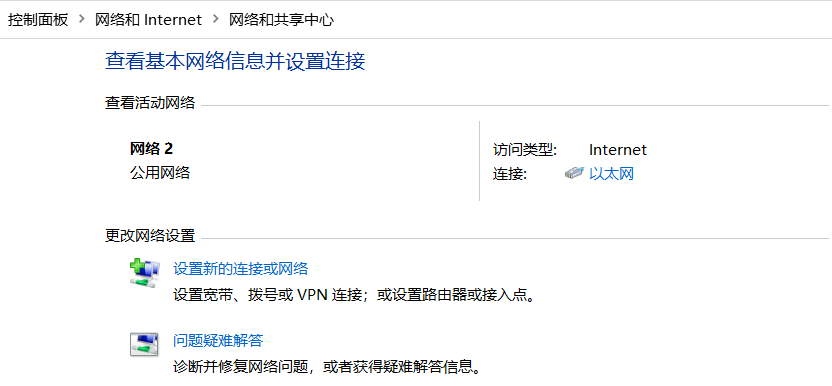 控制面板 > 网络和 Internet > 网络和共享中心
查看基本网络信息并设置连接
查看活动网络
网络 2
公用网络
访问类型: Internet
连接: 以太网
更改网络设置
设置新的连接或网络
设置宽带、拨号或 VPN 连接；或设置路由器或接入点。
问题疑难解答
诊断并修复网络问题，或者获得疑难解答信息。